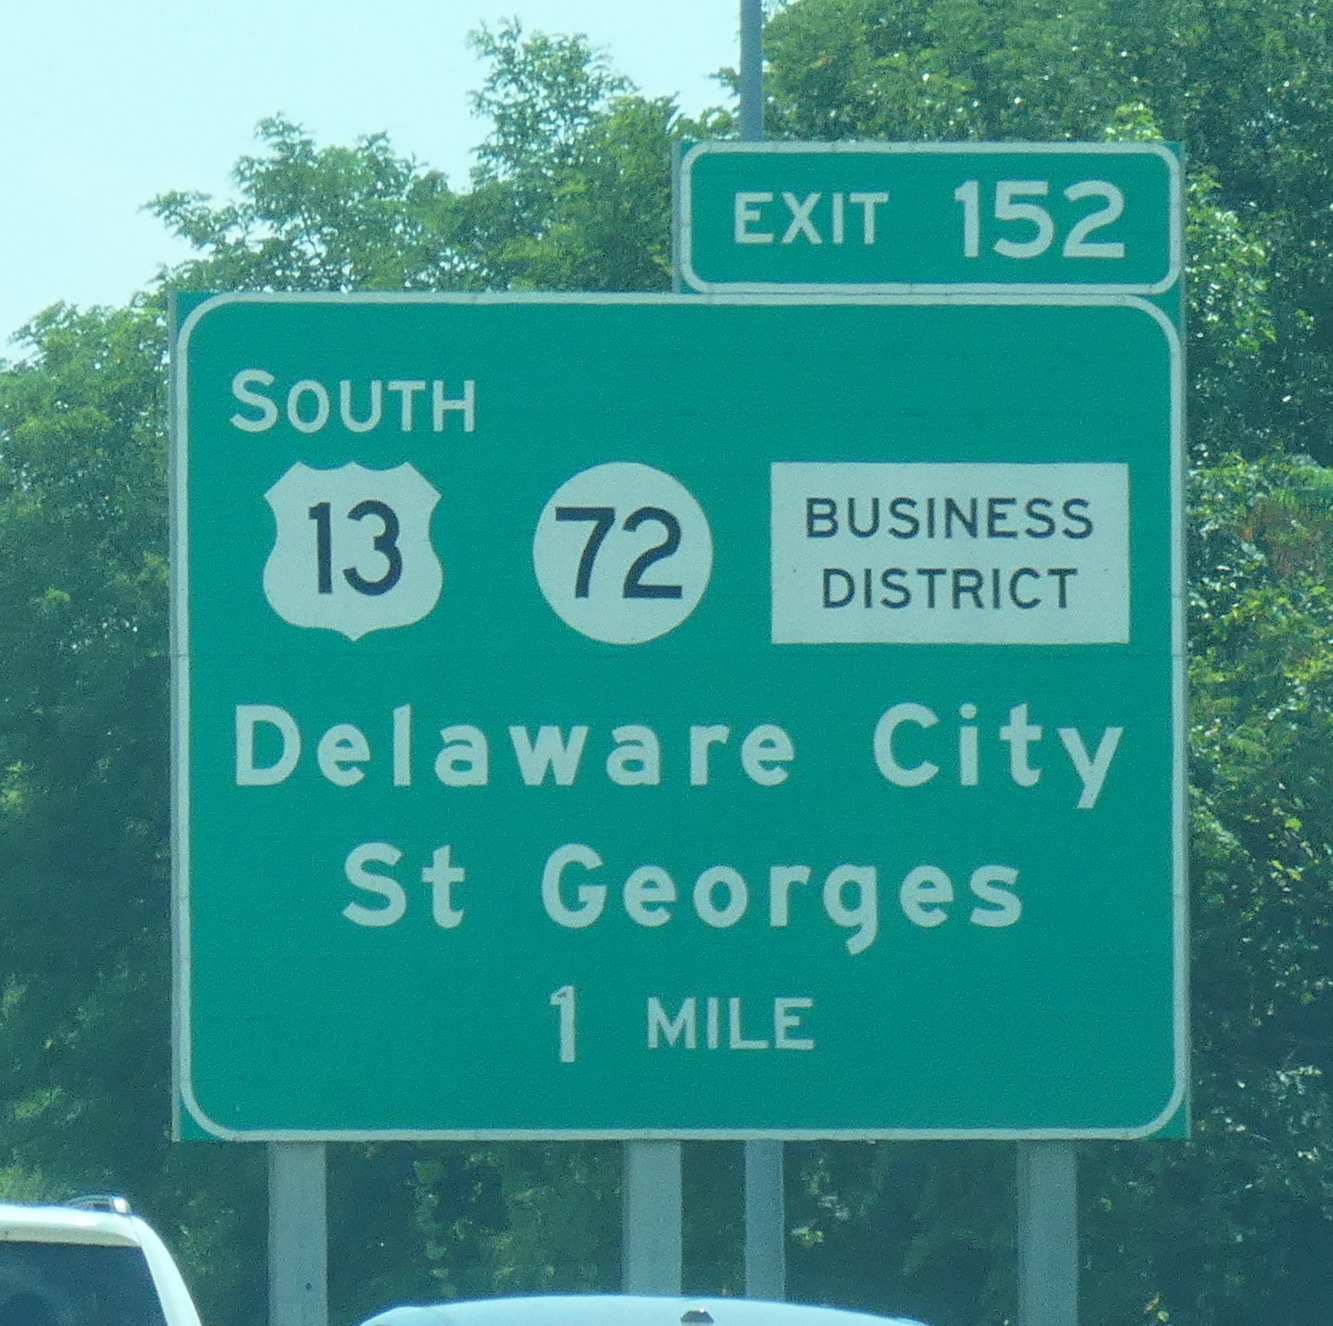 EXIT 152
SOUTH
13 72 BUSINESS DISTRICT
Delaware City
St Georges
1 MILE